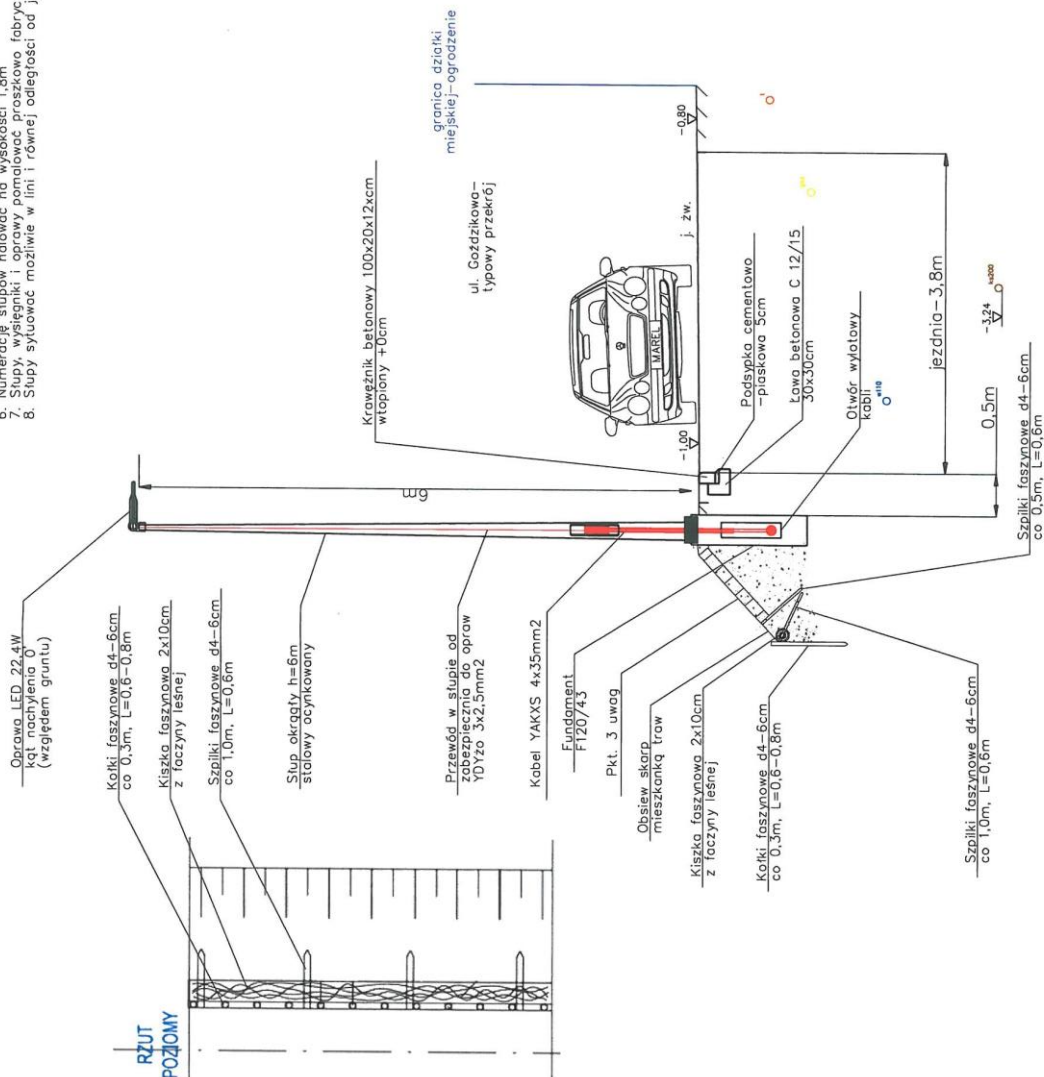 6. Numerację słupów malować na wysokości 1,8m
7. Słupy, wysięgniki i oprawy pomalować proszkowo fabryc
8. Słupy sytuować możliwie w lini i równej odległości od j
Oprawa LED 22,4W
kąt nachylenia 0°
(względem gruntu)
Kołki faszynowe d4-6cm
co 0,3m, L=0,6-0,8m
Kiszka faszynowa 2x10cm
z faczyny leśnej
Szpilki faszynowe d4-6cm
co 1,0m, L=0,6m
Słup okrągły h=6m
stalowy ocynkowany
Przewód w słupie od
zabezpiecznia do opraw
YDYżo 3x2,5mm2
Kabel YAKXS 4x35mm2
Fundament
F120/43
Pkt. 3 uwag
Obsiew skarp
mieszkanką traw
Kiszka faszynowa 2x10cm
z faczyny leśnej
Kołki faszynowe d4-6cm
co 0,3m, L=0,6-0,8m
Szpilki faszynowe d4-6cm
co 1,0m, L=0,6m
RZUT
POZIOMY
6m
Krawężnik betonowy 100x20x12xcm
wtopiony +0cm
ul. Goździkowa-
typowy przekrój
granica działki
miejskiej-ogrodzenie
MAREL
-1,00
j. żw.
-0,80
Podsypka cementowo
-piaskowa 5cm
Ława betonowa C 12/15
30x30cm
Otwór wylotowy
kabli
jezdnia-3,8m
0,5m
-3,24
ks200
Szpilki faszynowe d4-6cm
co 0,5m, L=0,6m